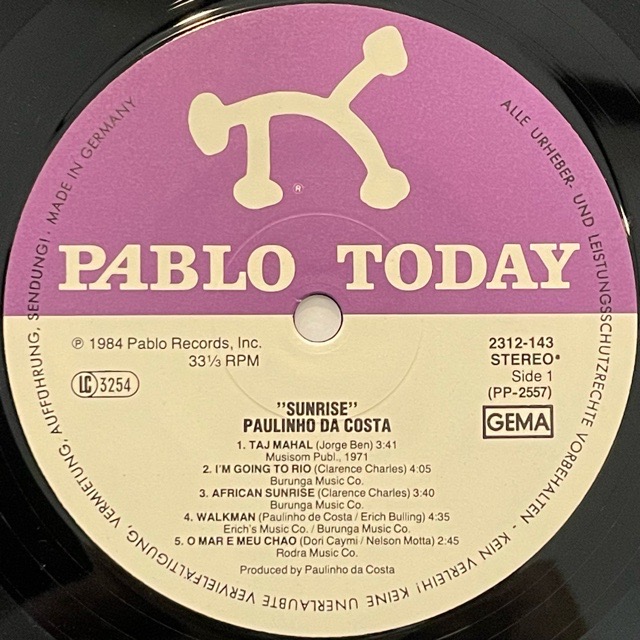 PABLO TODAY
℗ 1984 Pablo Records, Inc.
33⅓ RPM
LC 3254
2312-143
STEREO*
Side 1
(PP-2557)
GEMA
"SUNRISE"
PAULINHO DA COSTA
1. TAJ MAHAL (Jorge Ben) 3:41
Musisom Publ., 1971
2. I'M GOING TO RIO (Clarence Charles) 4:05
Burunga Music Co.
3. AFRICAN SUNRISE (Clarence Charles) 3:40
Burunga Music Co.
4. WALKMAN (Paulinho de Costa / Erich Bulling) 4:35
Erich's Music Co. / Burunga Music Co.
5. O MAR E MEU CHAO (Dori Caymi / Nelson Motta) 2:45
Rodra Music Co.
Produced by Paulinho da Costa
ALLE URHEBER- UND LEISTUNGSSCHUTZRECHTE VORBEHALTEN - KEIN VERLEIH! KEINE UNERLAUBTE VERVIELFÄLTIGUNG, VERMIETUNG, AUFFÜHRUNG, SENDUNG! . MADE IN GERMANY
®